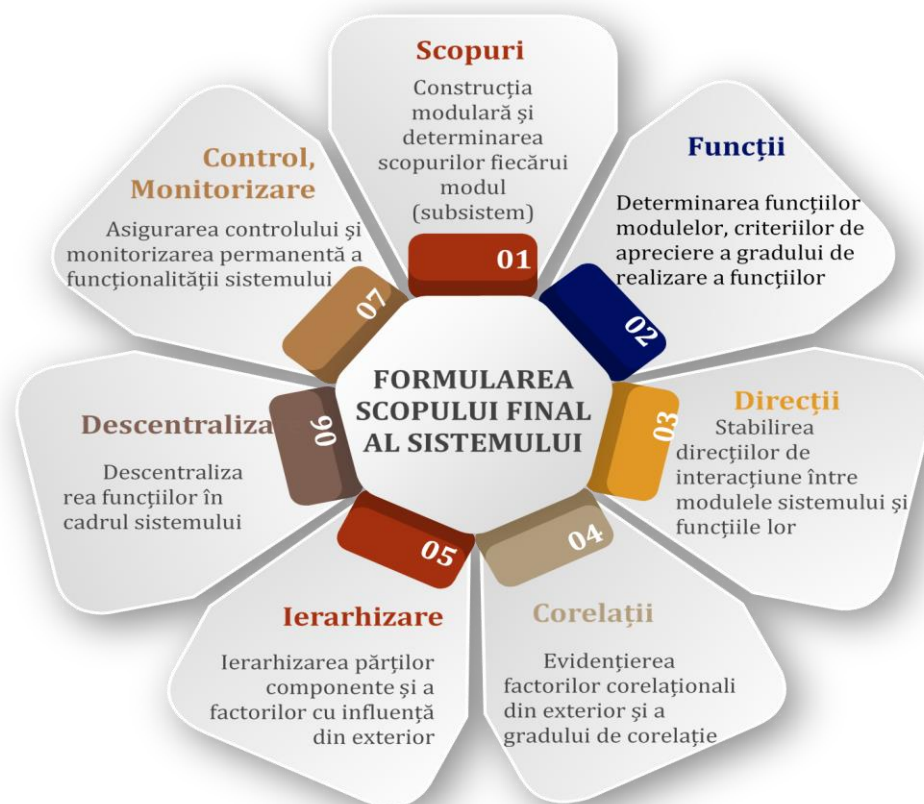 Scopuri
Construcția
modulară și
determinarea
scopurilor fiecărui
modul
(subsistem)
01
Funcții
Determinarea funcțiilor
modulelor, criteriilor de
apreciere a gradului de
realizare a funcțiilor
02
Direcții
Stabilirea
direcțiilor de
interacțiune între
modulele sistemului și
funcțiile lor
03
Corelații
Evidențierea
factorilor corelaționali
din exterior și a
gradului de corelație
04
Ierarhizare
Ierarhizarea părților
componente și a
factorilor cu influență
din exterior
05
Descentraliza
Descentraliza
rea funcțiilor în
cadrul sistemului
06
Control,
Monitorizare
Asigurarea controlului și
monitorizarea permanentă a
funcționalității sistemului
07
FORMULAREA
SCOPULUI FINAL
AL SISTEMULUI